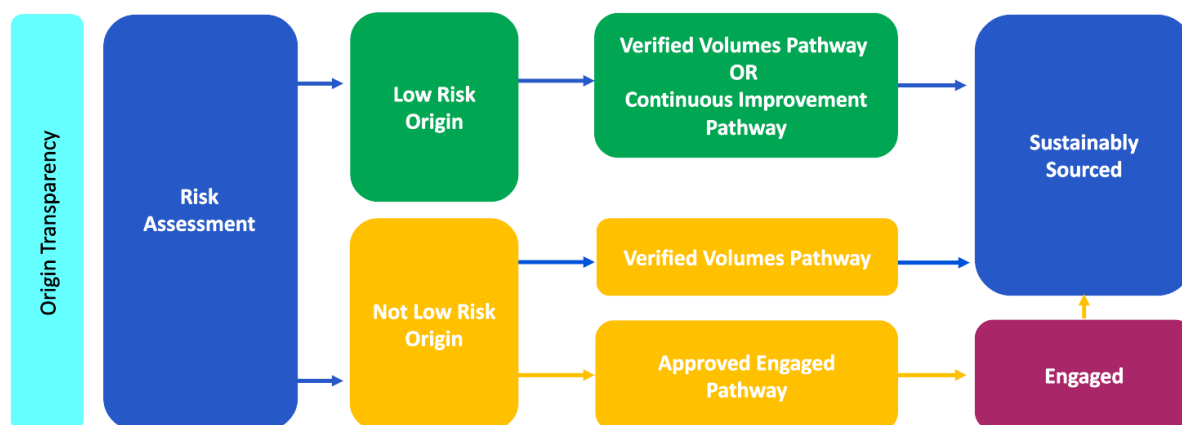 Origin Transparency
Risk
Assessment
Low Risk
Origin
Verified Volumes Pathway
OR
Continuous Improvement
Pathway
Sustainably
Sourced
Not Low Risk
Origin
Verified Volumes Pathway
Approved Engaged
Pathway
Engaged